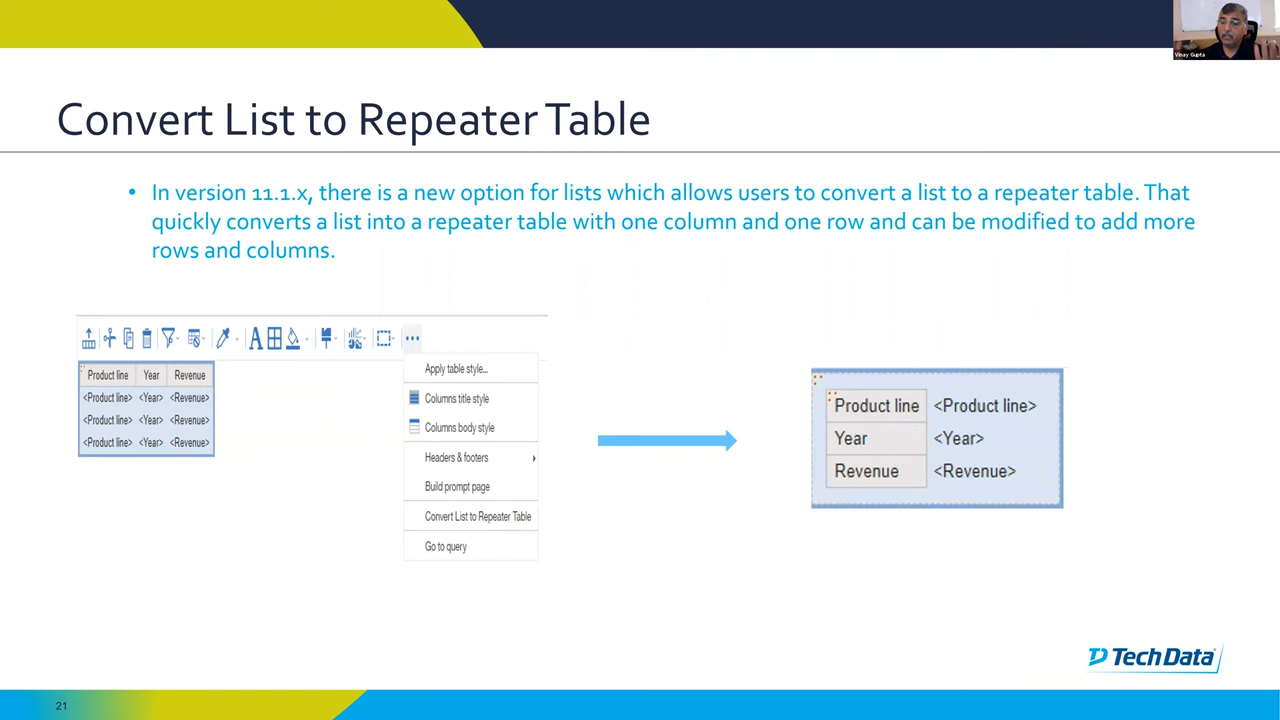 Vinay Gupta
Convert List to Repeater Table
• In version 11.1.x, there is a new option for lists which allows users to convert a list to a repeater table. That
quickly converts a list into a repeater table with one column and one row and can be modified to add more
rows and columns.
Product line Year Revenue
<Product line> <Year> <Revenue>
<Product line> <Year> <Revenue>
<Product line> <Year> <Revenue>
Apply table style...
Columns title style
Columns body style
Headers & footers
Build prompt page
Convert List to Repeater Table
Go to query
Product line <Product line>
Year <Year>
Revenue <Revenue>
Tech Data
21